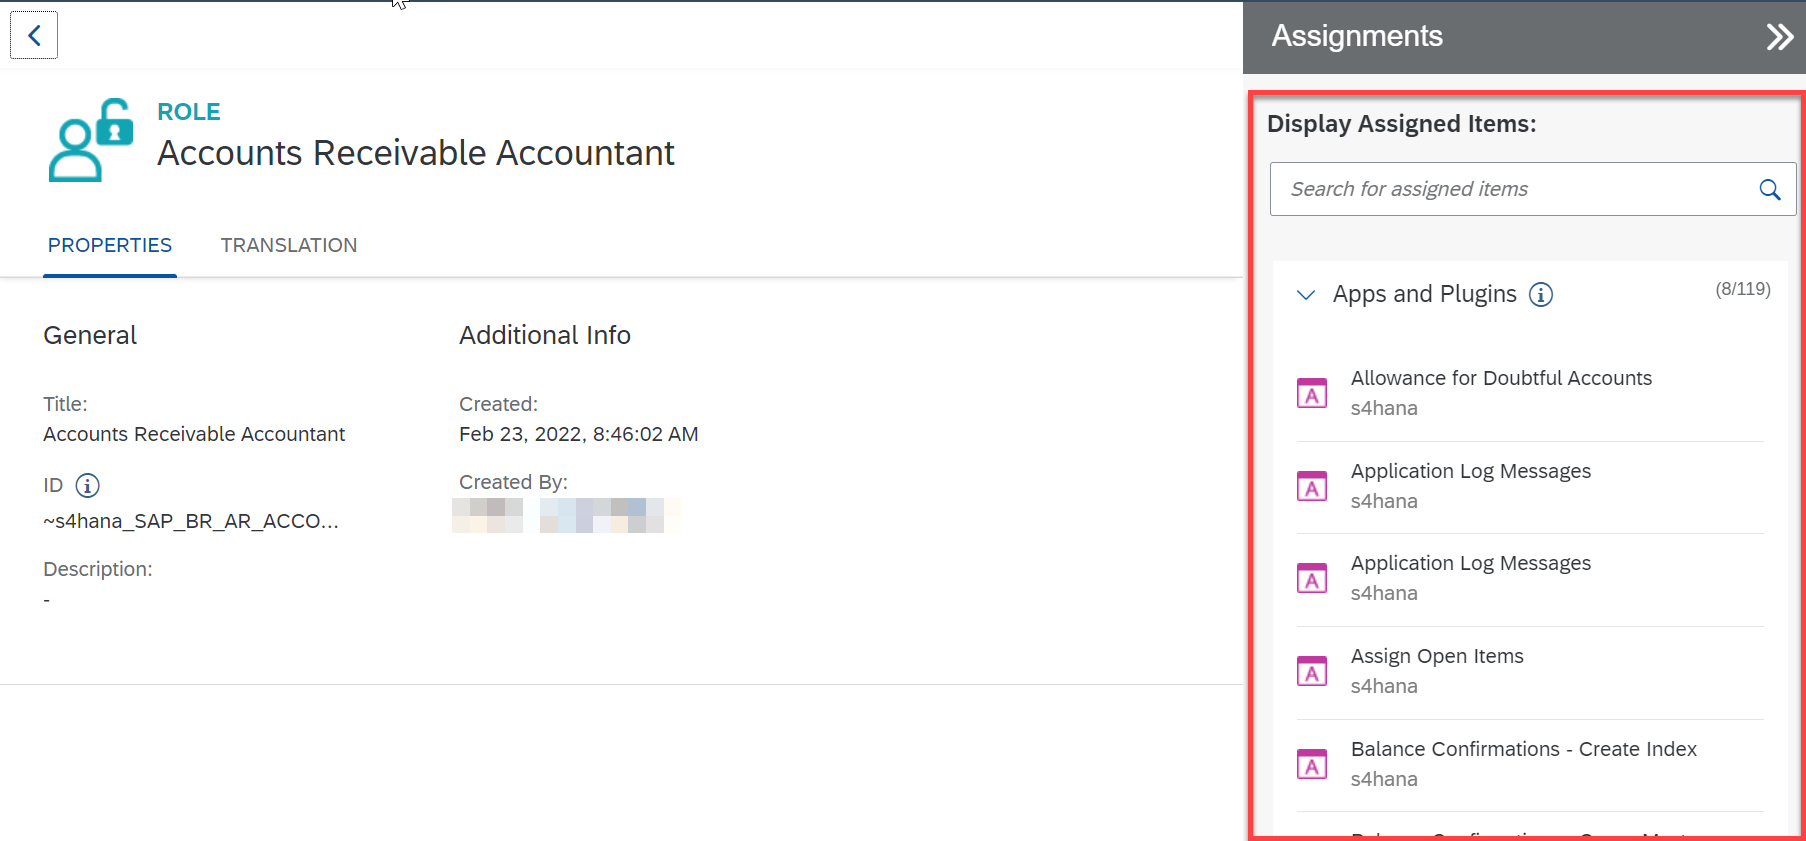 Assignments
ROLE
Accounts Receivable Accountant
PROPERTIES
TRANSLATION
General
Title:
Accounts Receivable Accountant
ID
~s4hana_SAP_BR_AR_ACCO...
Description:
-
Additional Info
Created:
Feb 23, 2022, 8:46:02 AM
Created By:
Display Assigned Items:
Search for assigned items
Apps and Plugins (8/119)
Allowance for Doubtful Accounts
s4hana
Application Log Messages
s4hana
Application Log Messages
s4hana
Assign Open Items
s4hana
Balance Confirmations - Create Index
s4hana